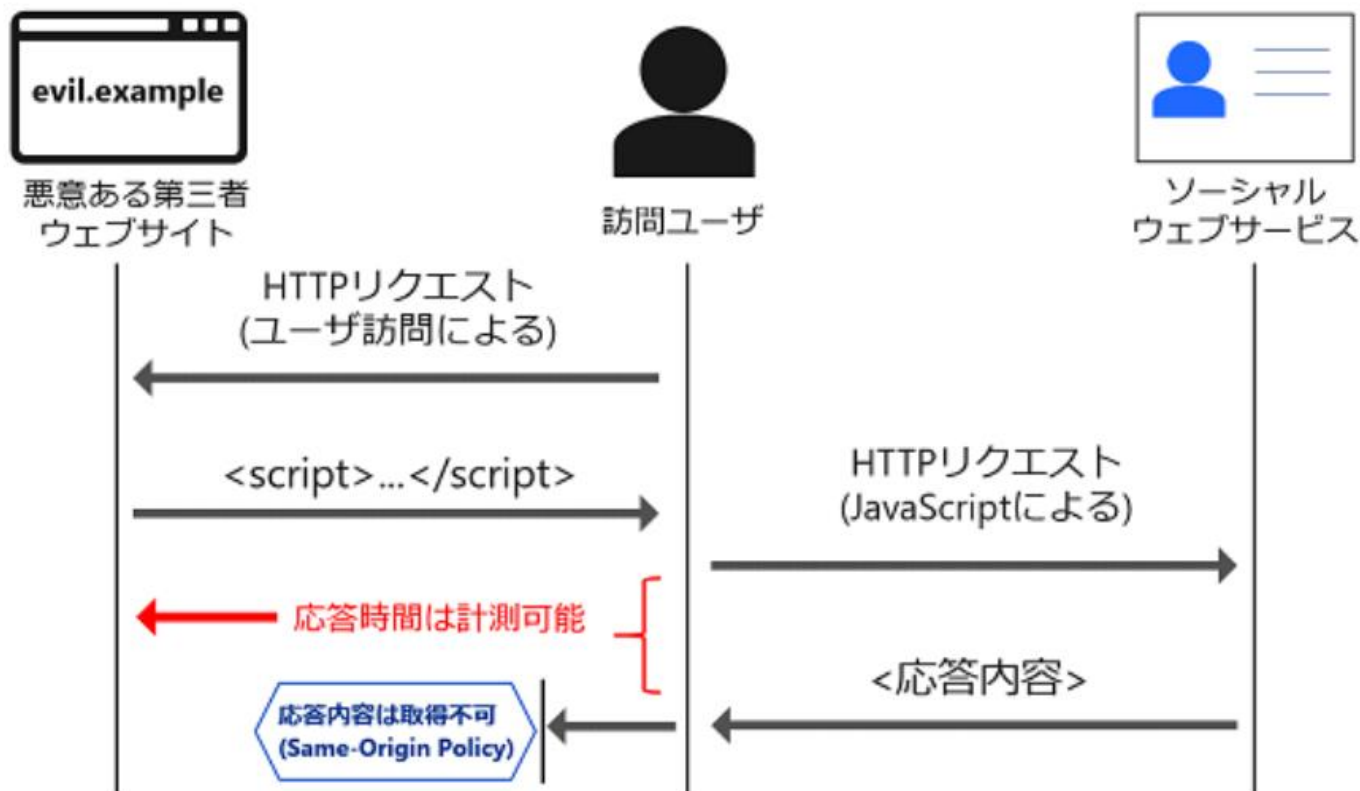 evil.example
悪意ある第三者
ウェブサイト
訪問ユーザ
ソーシャル
ウェブサービス
HTTPリクエスト
(ユーザ訪問による)
<script>...</script>
HTTPリクエスト
(JavaScriptによる)
応答時間は計測可能
<応答内容>
応答内容は取得不可
(Same-Origin Policy)